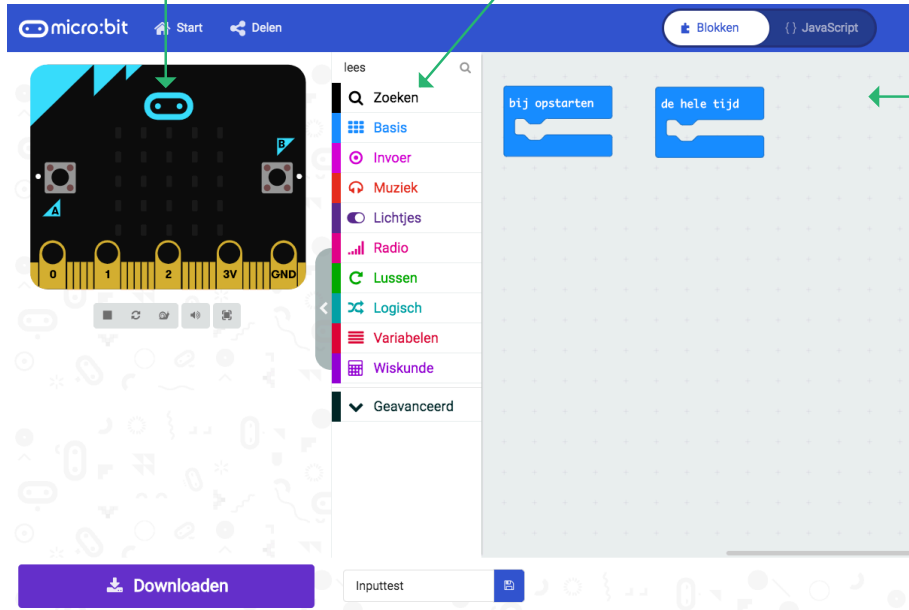 micro:bit Start Delen Blokken {} JavaScript
lees
Zoeken
Basis
Invoer
Muziek
Lichtjes
Radio
Lussen
Logisch
Variabelen
Wiskunde
Geavanceerd
B
A
0 1 2 3V GND
bij opstarten
de hele tijd
Downloaden
Inputtest